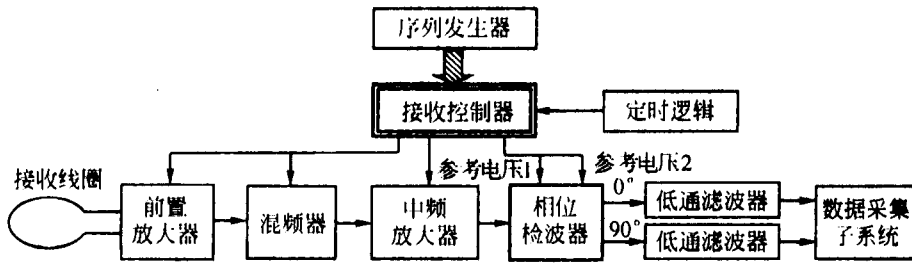 序列发生器
接收控制器
定时逻辑
接收线圈
参考电压1
参考电压2
前置
放大器
混频器
中频
放大器
相位
检波器
0°
90°
低通滤波器
低通滤波器
数据采集
子系统